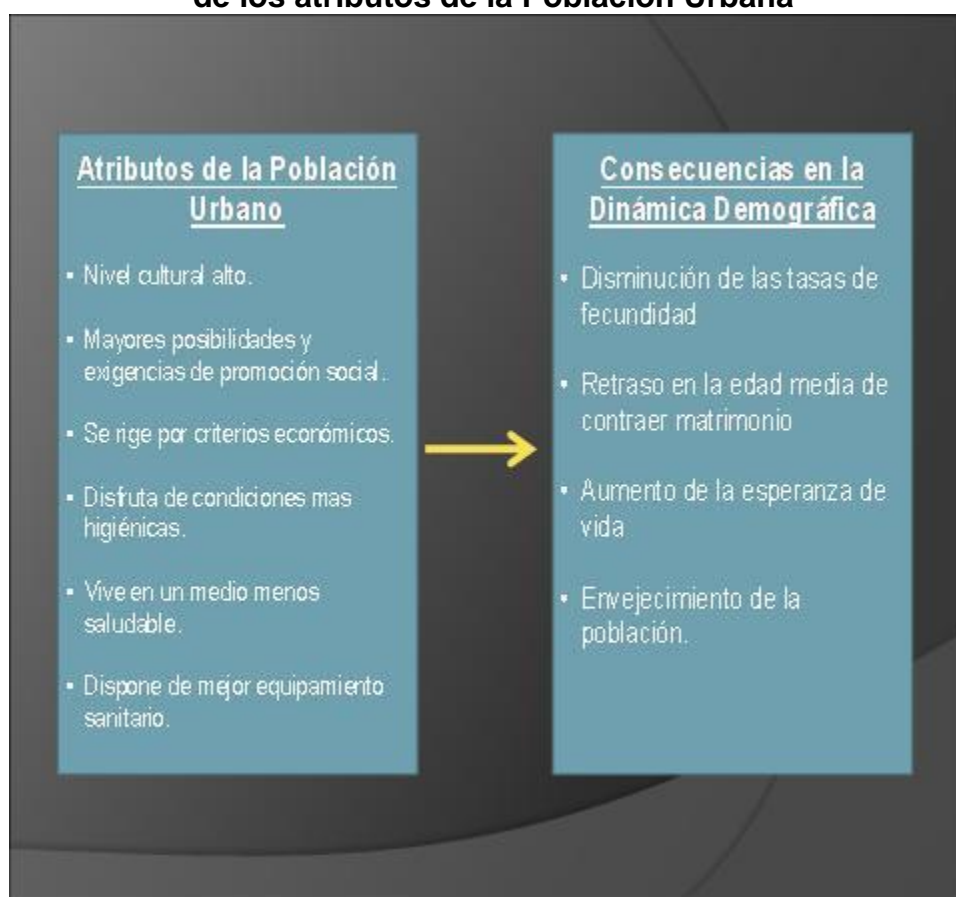 de los atributos de la Población Urbana
Atributos de la Población
Urbano
▪ Nivel cultural alto.
▪ Mayores posibilidades y
exigencias de promoción social.
▪ Se rige por criterios económicos.
▪ Disfruta de condiciones mas
higiénicas.
▪ Vive en un medio menos
saludable.
▪ Dispone de mejor equipamiento
sanitario.
Consecuencias en la
Dinámica Demográfica
• Disminución de las tasas de
fecundidad
• Retraso en la edad media de
contraer matrimonio
• Aumento de la esperanza de
vida
• Envejecimiento de la
población.